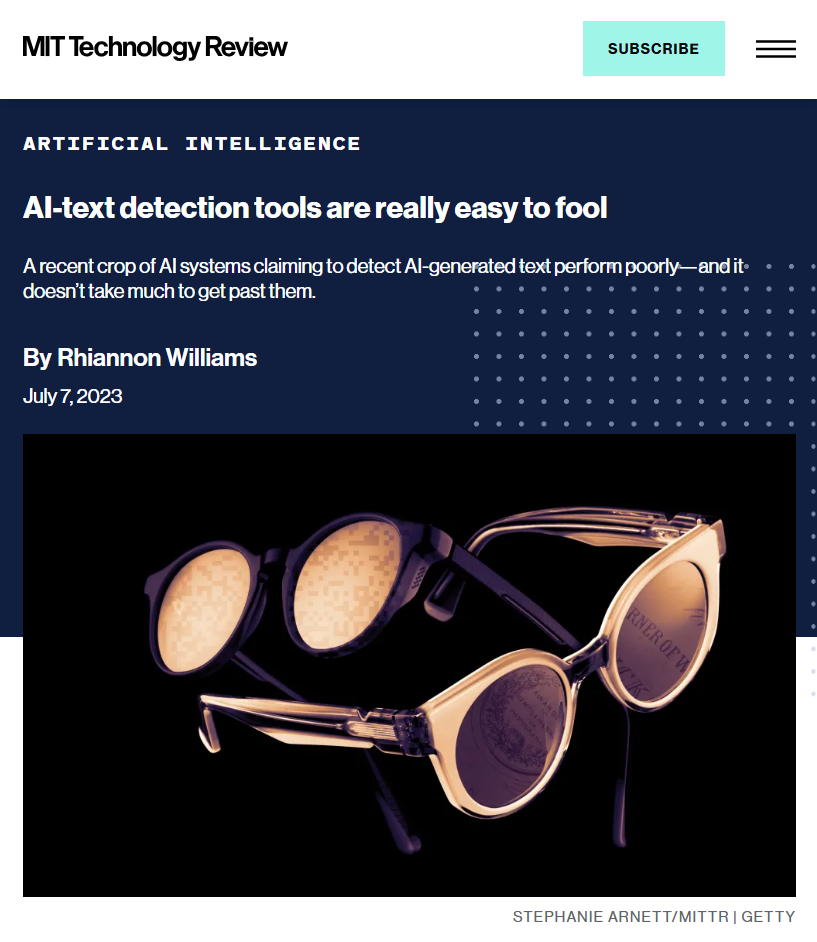 MIT Technology Review
SUBSCRIBE
ARTIFICIAL INTELLIGENCE
AI-text detection tools are really easy to fool
A recent crop of AI systems claiming to detect AI-generated text perform poorly—and it
doesn’t take much to get past them.
By Rhiannon Williams
July 7, 2023
RNER OF W
STEPHANIE ARNETT/MITTR | GETTY